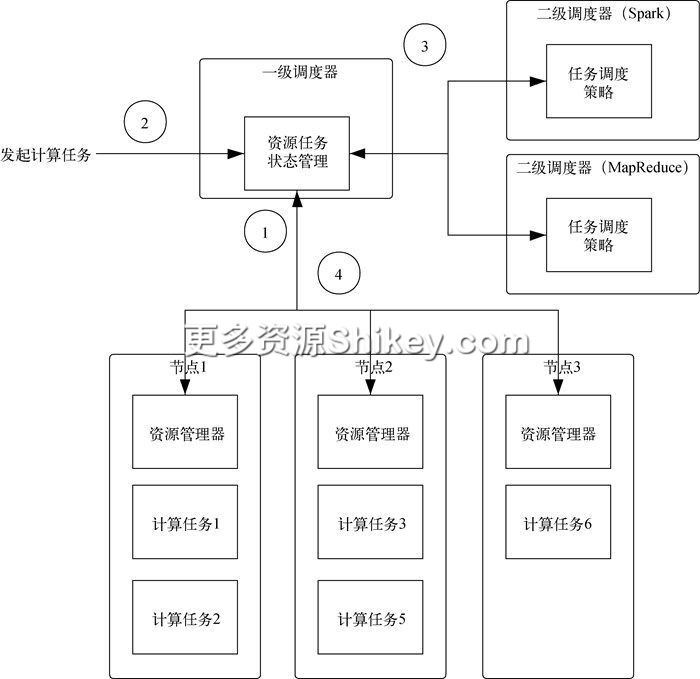 二级调度器（Spark）
3
一级调度器
任务调度
策略
2
资源任务
状态管理
发起计算任务
二级调度器（MapReduce）
1
任务调度
策略
4
更多资源Shikey.com
节点1
节点2
节点3
资源管理器
资源管理器
资源管理器
计算任务1
计算任务3
计算任务6
计算任务2
计算任务5